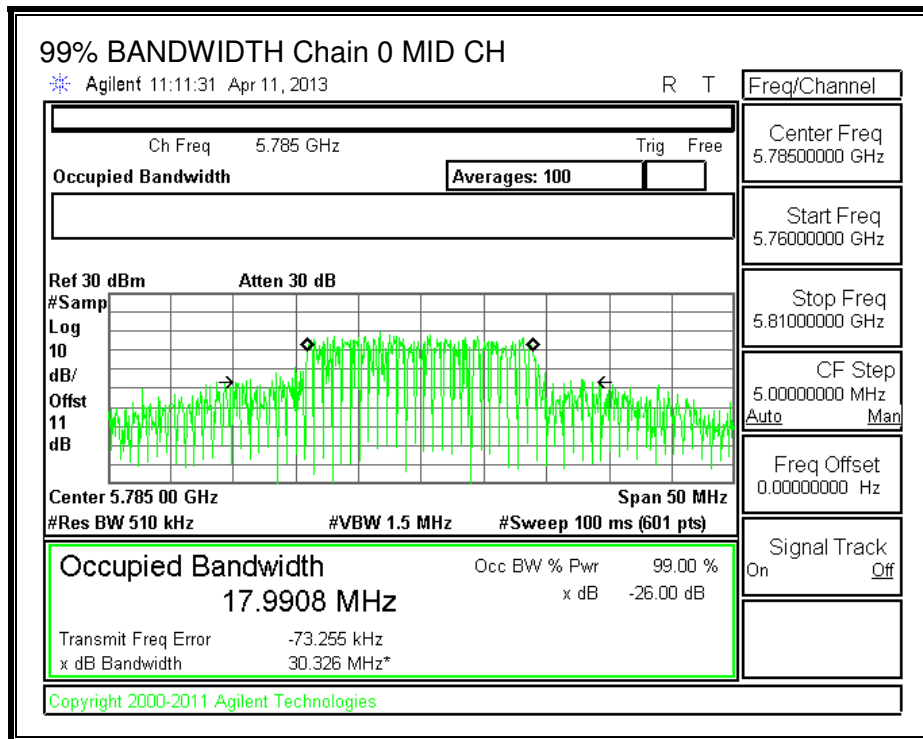 99% BANDWIDTH Chain 0 MID CH
Agilent 11:11:31 Apr 11, 2013 R T
Freq/Channel
Ch Freq 5.785 GHz Trig Free
Occupied Bandwidth Averages: 100
Center Freq
5.78500000 GHz
Start Freq
5.76000000 GHz
Stop Freq
5.81000000 GHz
CF Step
5.00000000 MHz
Auto Man
Freq Offset
0.00000000 Hz
Signal Track
On Off
Ref 30 dBm Atten 30 dB
#Samp
Log
10
dB/
Offst
11
dB
Center 5.785 00 GHz Span 50 MHz
#Res BW 510 kHz #VBW 1.5 MHz #Sweep 100 ms (601 pts)
Occupied Bandwidth Occ BW % Pwr 99.00 %
17.9908 MHz x dB -26.00 dB
Transmit Freq Error -73.255 kHz
x dB Bandwidth 30.326 MHz*
Copyright 2000-2011 Agilent Technologies